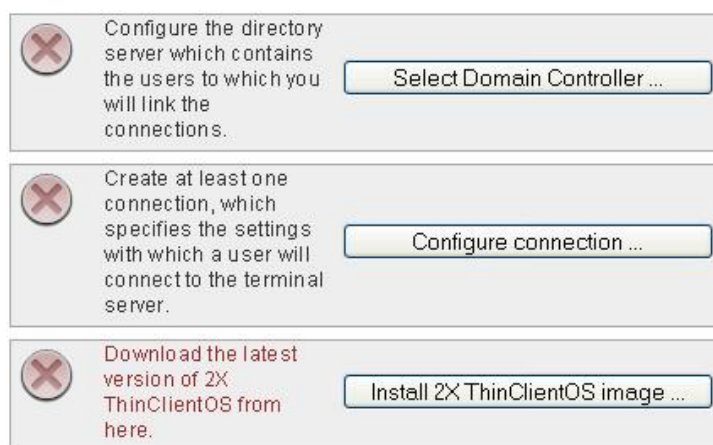 Configure the directory
server which contains
the users to which you
will link the
connections.
Select Domain Controller ...
Create at least one
connection, which
specifies the settings
with which a user will
connect to the terminal
server.
Configure connection ...
Download the latest
version of 2X
ThinClientOS from
here.
Install 2X ThinClientOS image ...